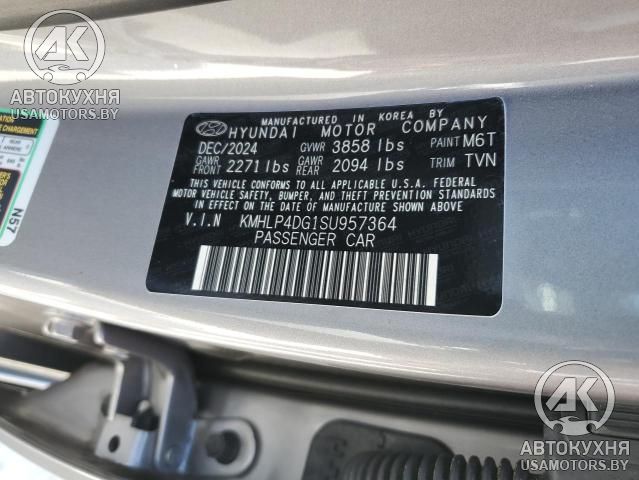 АВТОКУХНЯ
USAMOTORS.BY
MANUFACTURED IN KOREA BY
HYUNDAI MOTOR COMPANY
DEC/2024 GVWR 3858 lbs PAINT M6T
GAWR FRONT 2271 lbs GAWR REAR 2094 lbs TRIM TVN
THIS VEHICLE CONFORMS TO ALL APPLICABLE U.S.A. FEDERAL
MOTOR VEHICLE SAFETY, BUMPER, AND THEFT PREVENTION STANDARDS
IN EFFECT ON THE DATE OF MANUFACTURE SHOWN ABOVE.
V.I.N KMHLP4DG1SU957364
PASSENGER CAR
N57
АВТОКУХНЯ
USAMOTORS.BY